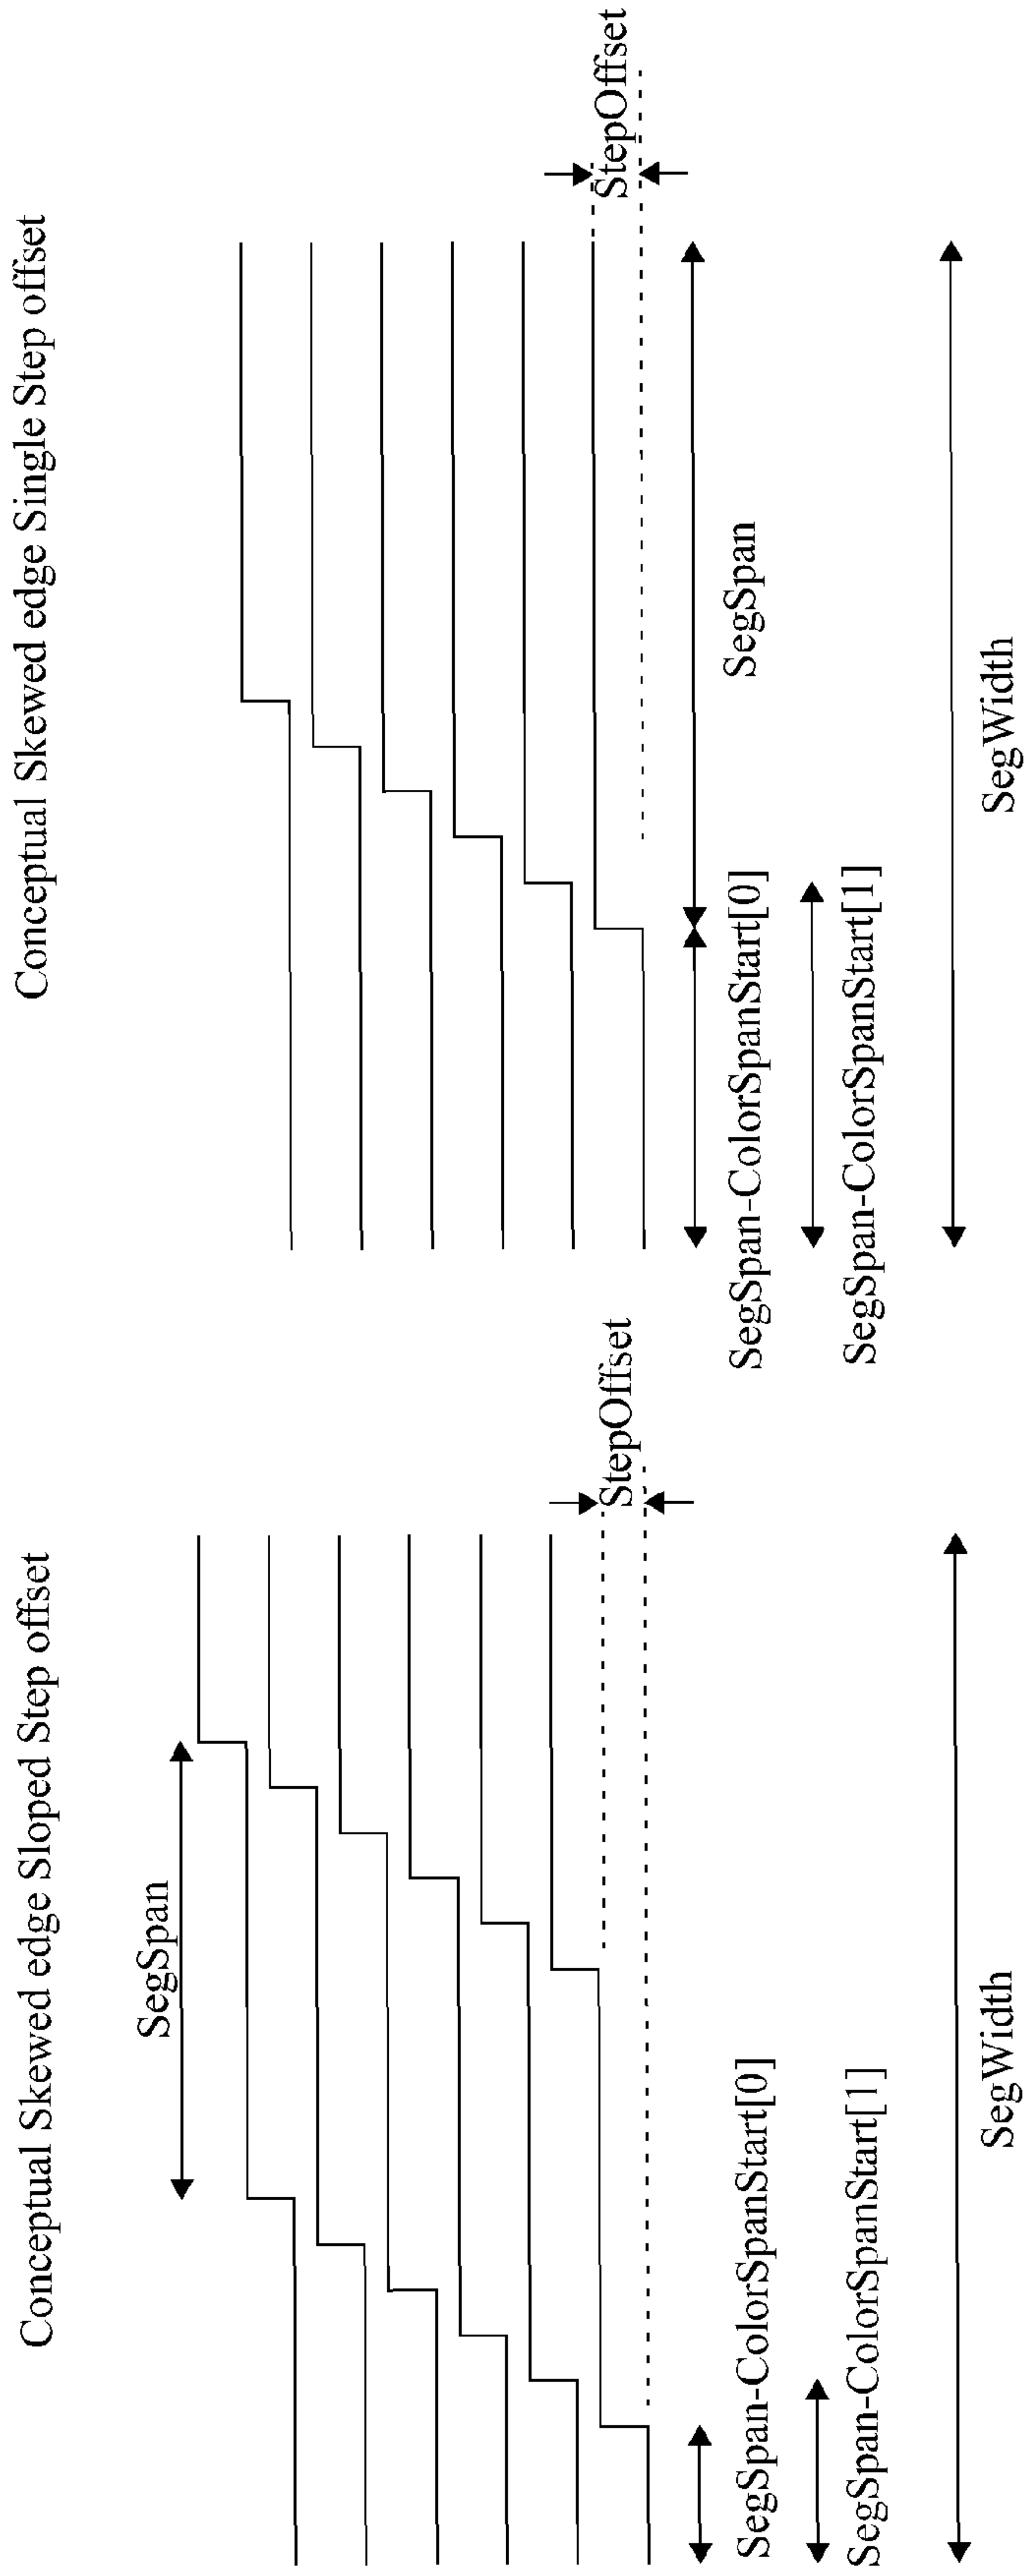 Conceptual Skewed edge Sloped Step offset
SegSpan
StepOffset
SegSpan-ColorSpanStart[0]
SegSpan-ColorSpanStart[1]
SegWidth
Conceptual Skewed edge Single Step offset
StepOffset
SegSpan
SegSpan-ColorSpanStart[0]
SegSpan-ColorSpanStart[1]
SegWidth